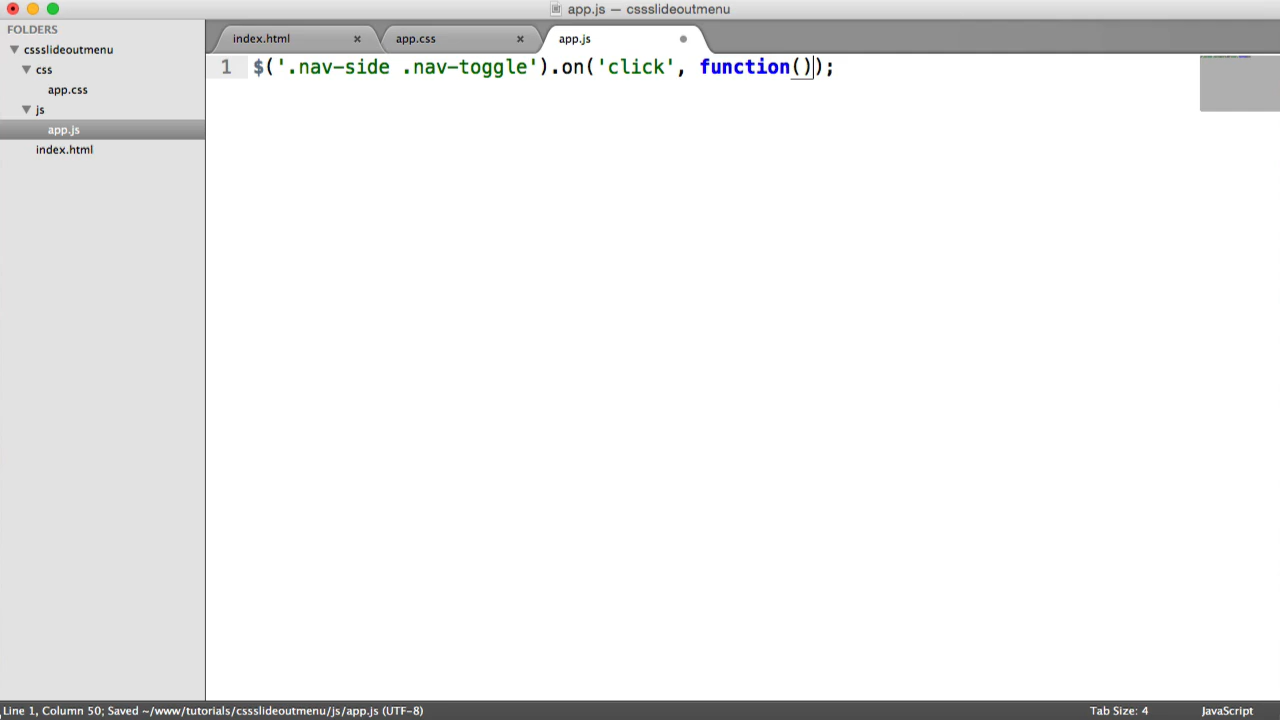 app.js — cssslideoutmenu
FOLDERS
cssslideoutmenu
css
app.css
js
app.js
index.html
index.html
app.css
app.js
1 $('.nav-side .nav-toggle').on('click', function());
Line 1, Column 50; Saved ~/www/tutorials/cssslideoutmenu/js/app.js (UTF-8)
Tab Size: 4
JavaScript